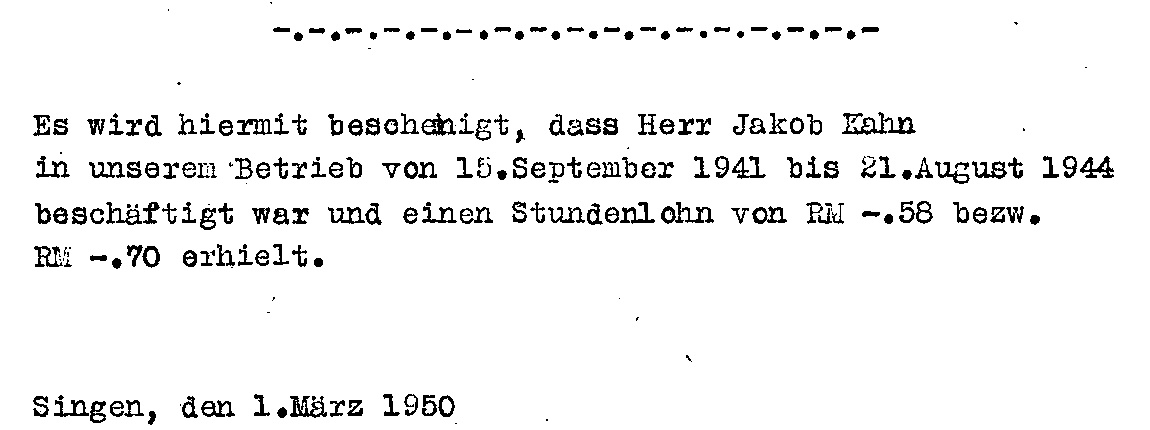 -.-.-.-.-.-.-.-.-.-.-.-.-.-.-.-.-
Es wird hiermit bescheinigt, dass Herr Jakob Kahn
in unserem Betrieb von 15.September 1941 bis 21.August 1944
beschäftigt war und einen Stundenlohn von RM -.58 bezw.
RM -.70 erhielt.
Singen, den 1.März 1950